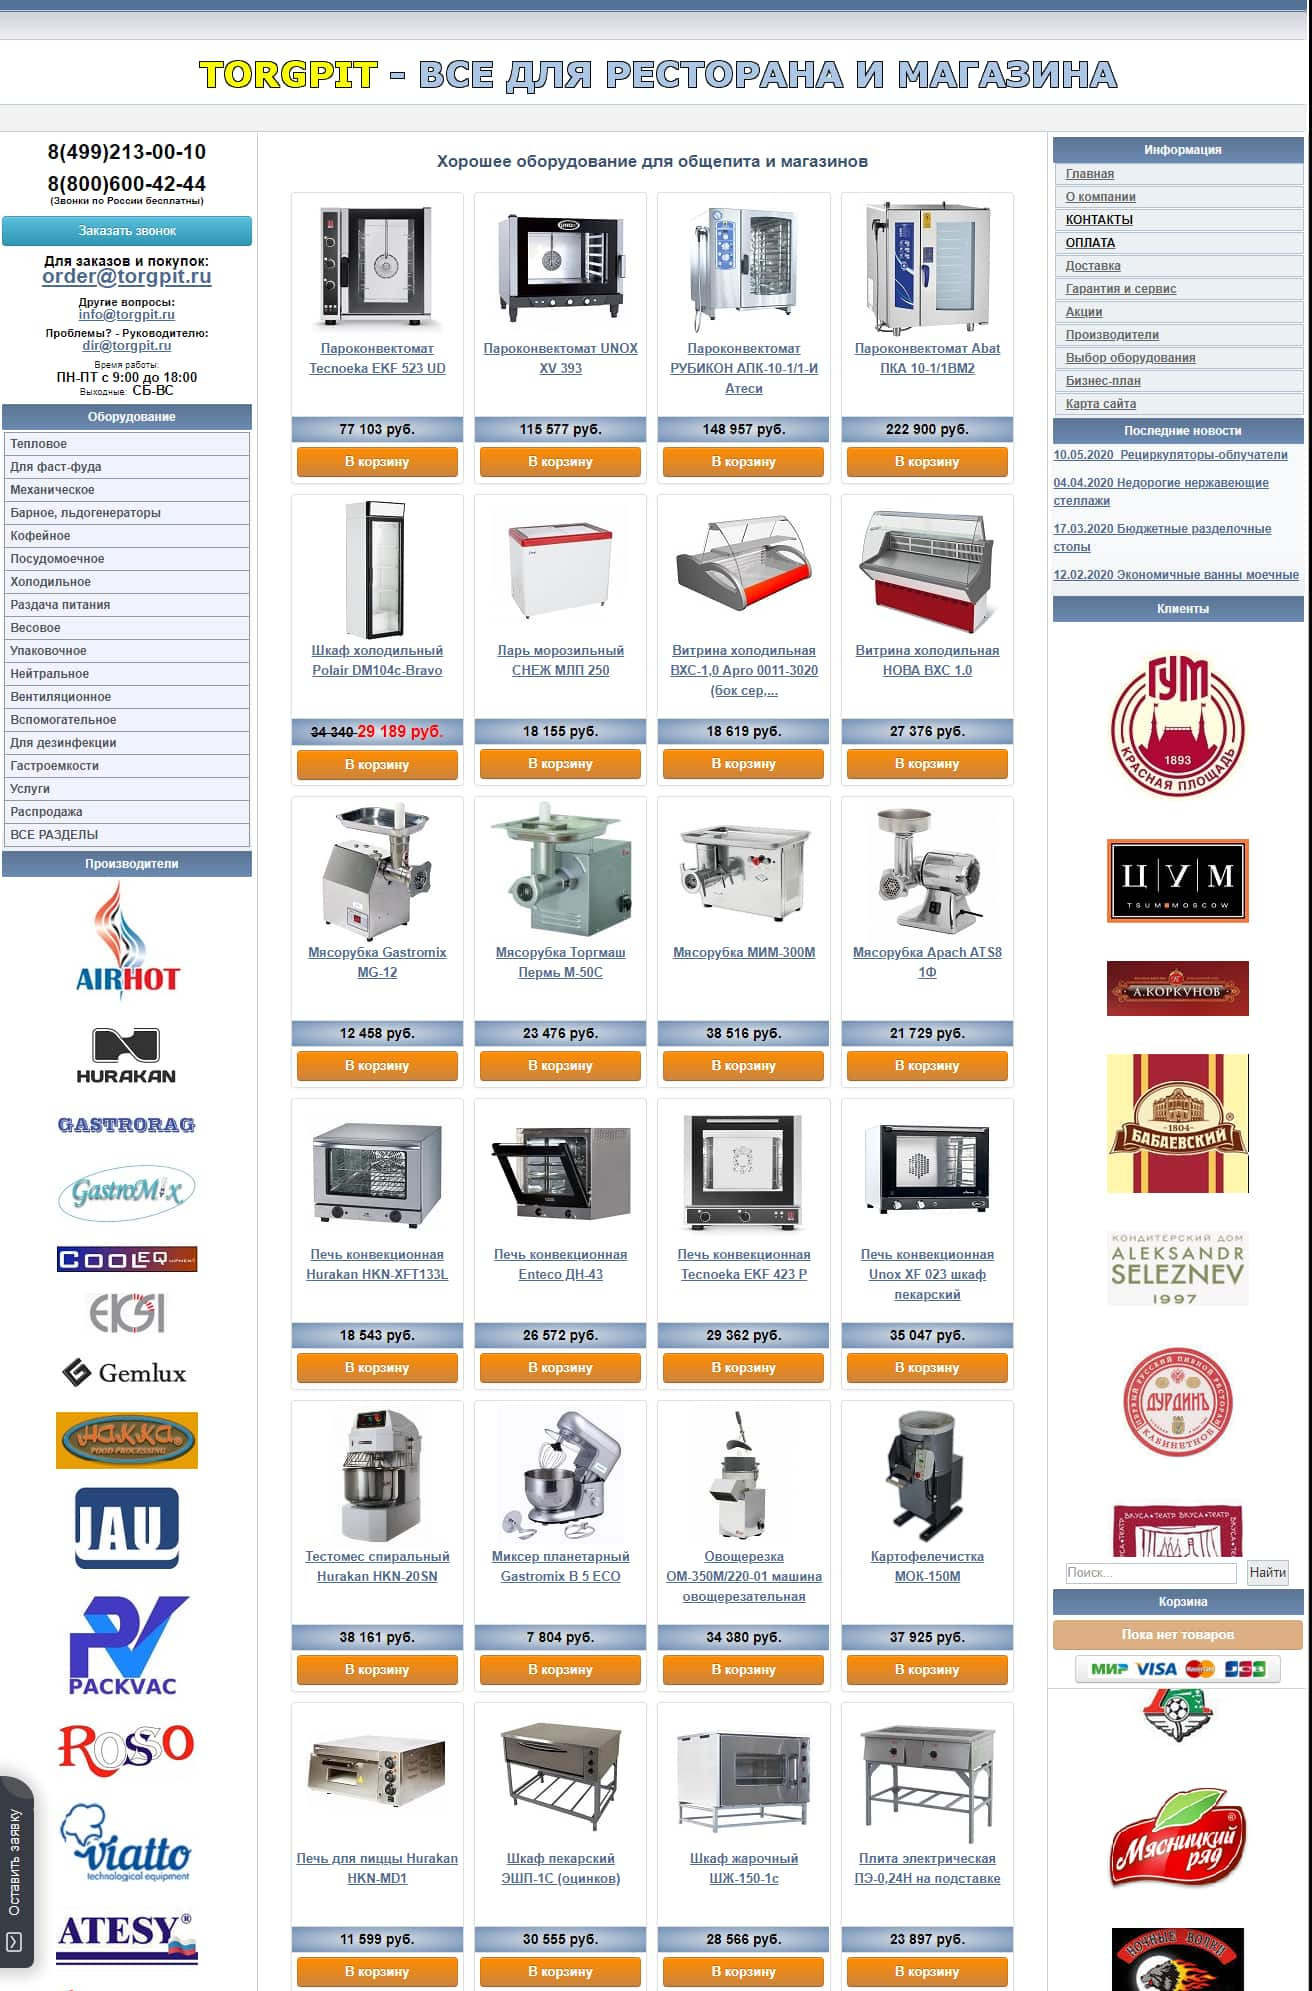 TORGPIT - ВСЕ ДЛЯ РЕСТОРАНА И МАГАЗИНА
8(499)213-00-10
8(800)600-42-44
(Звонки по России бесплатны)
Заказать звонок
Для заказов и покупок:
order@torgpit.ru
Другие вопросы:
info@torgpit.ru
Проблемы? - Руководителю:
dir@torgpit.ru
Время работы:
ПН-ПТ с 9:00 до 18:00
Выходные: СБ-ВС
Оборудование
Тепловое
Для фаст-фуда
Механическое
Барное, льдогенераторы
Кофейное
Посудомоечное
Холодильное
Раздача питания
Весовое
Упаковочное
Нейтральное
Вентиляционное
Вспомогательное
Для дезинфекции
Гастроемкости
Услуги
Распродажа
ВСЕ РАЗДЕЛЫ
Производители
AIRHOT
HURAKAN
GASTRORAG
GastroMix
COOLEQUIPMENT
EKSI
Gemlux
HAKKA®
FOOD PROCESSING
JAU
PV
PACKVAC
ROSSO
viatto
technological equipment
ATESY®
Оставить заявку
Хорошее оборудование для общепита и магазинов
Пароконвектомат
Tecnoeka EKF 523 UD
77 103 руб.
В корзину
Пароконвектомат UNOX
XV 393
115 577 руб.
В корзину
Пароконвектомат
РУБИКОН АПК-10-1/1-И
Атеси
148 957 руб.
В корзину
Пароконвектомат Abat
ПКА 10-1/1ВМ2
222 900 руб.
В корзину
Шкаф холодильный
Polair DM104c-Bravo
34 340 29 189 руб.
В корзину
Ларь морозильный
СНЕЖ МЛП 250
18 155 руб.
В корзину
Витрина холодильная
ВХС-1,0 Арго 0011-3020
(бок сер,...
18 619 руб.
В корзину
Витрина холодильная
НОВА ВХС 1.0
27 376 руб.
В корзину
Мясорубка Gastromix
MG-12
12 458 руб.
В корзину
Мясорубка Торгмаш
Пермь М-50С
23 476 руб.
В корзину
Мясорубка МИМ-300М
38 516 руб.
В корзину
Мясорубка Apach ATS8
1Ф
21 729 руб.
В корзину
Печь конвекционная
Hurakan HKN-XFT133L
18 543 руб.
В корзину
Печь конвекционная
Enteco ДН-43
26 572 руб.
В корзину
Печь конвекционная
Tecnoeka EKF 423 P
29 362 руб.
В корзину
Печь конвекционная
Unox XF 023 шкаф
пекарский
35 047 руб.
В корзину
Тестомес спиральный
Hurakan HKN-20SN
38 161 руб.
В корзину
Миксер планетарный
Gastromix B 5 ECO
7 804 руб.
В корзину
Овощерезка
ОМ-350М/220-01 машина
овощерезательная
34 380 руб.
В корзину
Картофелечистка
МОК-150М
37 925 руб.
В корзину
Печь для пиццы Hurakan
HKN-MD1
11 599 руб.
В корзину
Шкаф пекарский
ЭШП-1С (оцинков)
30 555 руб.
В корзину
Шкаф жарочный
ШЖ-150-1с
28 566 руб.
В корзину
Плита электрическая
ПЭ-0,24Н на подставке
23 897 руб.
В корзину
Информация
Главная
О компании
КОНТАКТЫ
ОПЛАТА
Доставка
Гарантия и сервис
Акции
Производители
Выбор оборудования
Бизнес-план
Карта сайта
Последние новости
10.05.2020 Рециркуляторы-облучатели
04.04.2020 Недорогие нержавеющие
стеллажи
17.03.2020 Бюджетные разделочные
столы
12.02.2020 Экономичные ванны моечные
Клиенты
ГУМ
1893
КРАСНАЯ ПЛОЩАДЬ
ЦУМ
TSUM MOSCOW
А.КОРКУНОВ
1804
БАБАЕВСКИЙ®
КОНДИТЕРСКИЙ ДОМ
ALEKSANDR
SELEZNEV
1997
ПЕРВЫЙ РУССКИЙ ПИВНОЙ РЕСТОРАН
ДУРДИНЪ
КАБИНЕТНОЕ
ВКУСА ТЕАТР ВКУСА ТЕАТР
Поиск...
Найти
Корзина
Пока нет товаров
МИР VISA MasterCard JCB
Мясницкий
ряд
НОЧНЫЕ ВОЛКИ